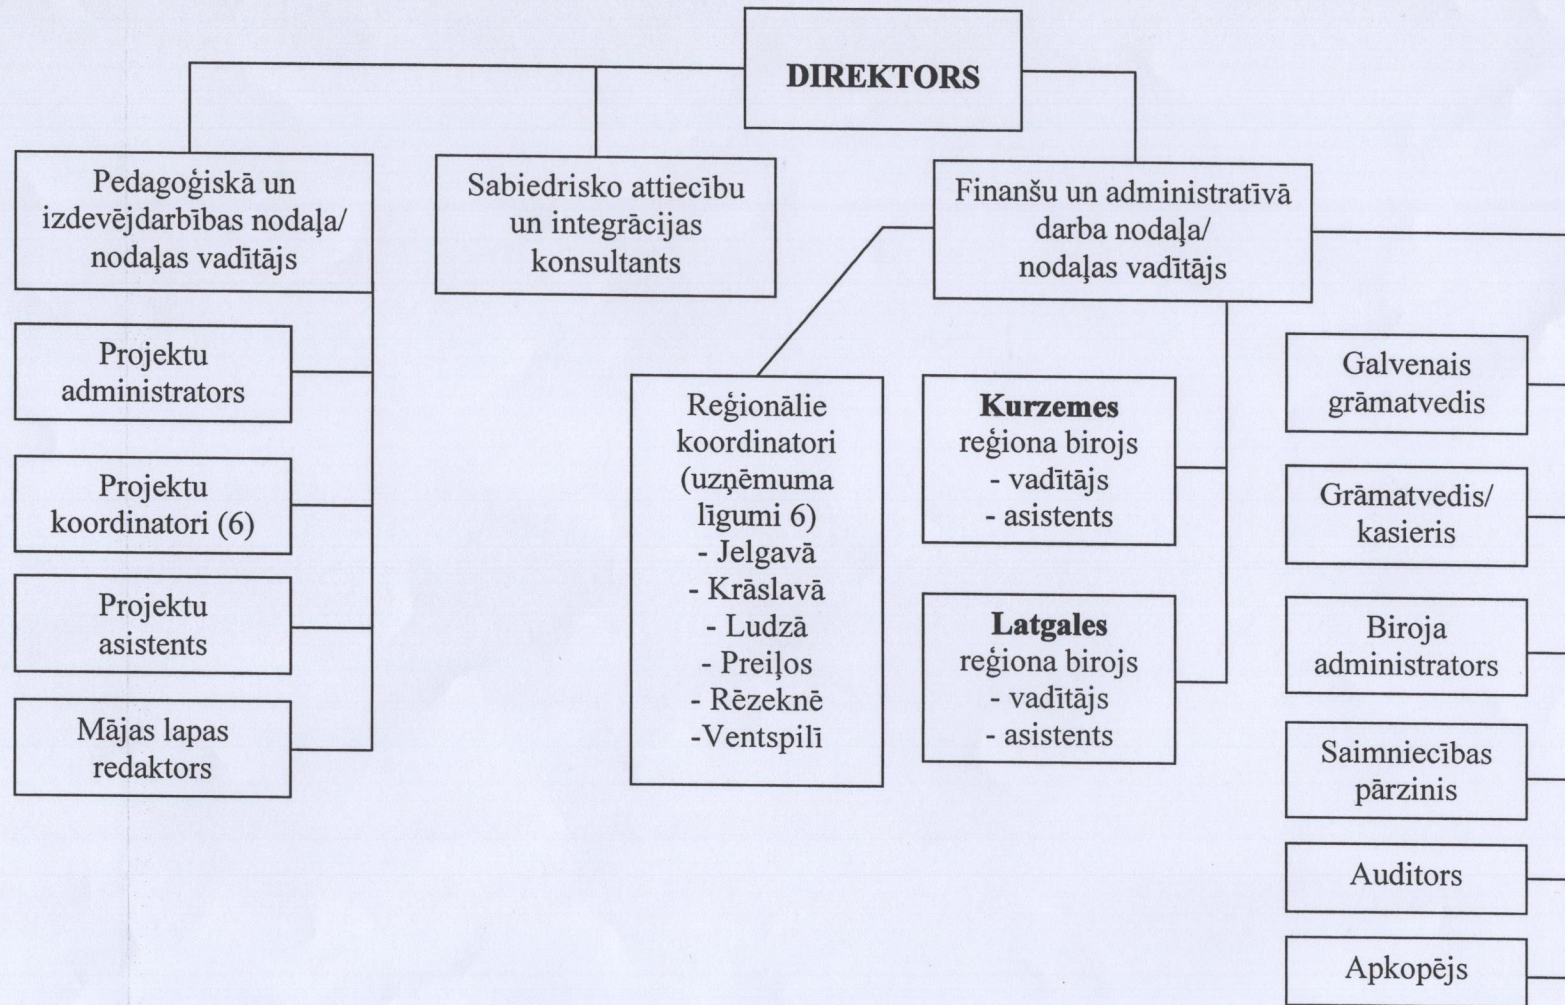 DIREKTORS
Pedagoģiskā un
izdevējdarbības nodaļa/
nodaļas vadītājs
Sabiedrisko attiecību
un integrācijas
konsultants
Finanšu un administratīvā
darba nodaļa/
nodaļas vadītājs
Projektu
administrators
Projektu
koordinatori (6)
Projektu
asistents
Mājas lapas
redaktors
Reģionālie
koordinatori
(uzņēmuma
līgumi 6)
- Jelgavā
- Krāslavā
- Ludzā
- Preiļos
- Rēzeknē
-Ventspilī
Kurzemes
reģiona birojs
- vadītājs
- asistents
Latgales
reģiona birojs
- vadītājs
- asistents
Galvenais
grāmatvedis
Grāmatvedis/
kasieris
Biroja
administrators
Saimniecības
pārzinis
Auditors
Apkopējs